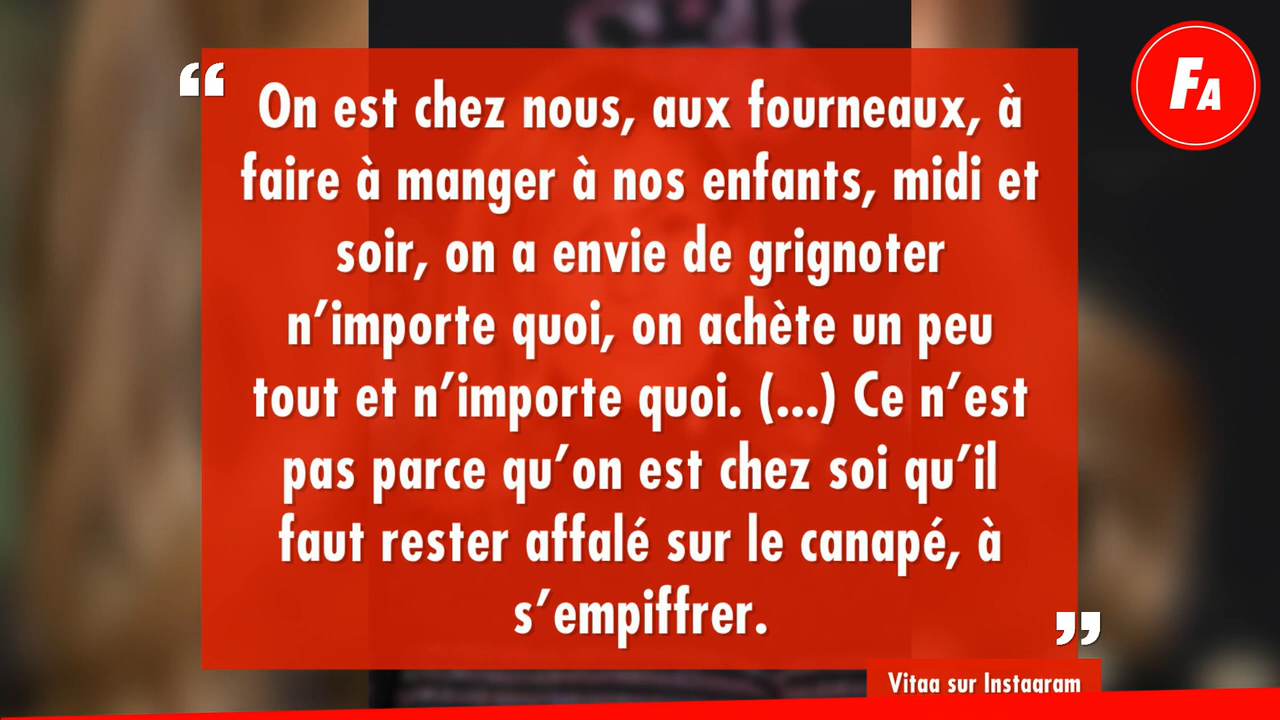 FA
“
On est chez nous, aux fourneaux, à
faire à manger à nos enfants, midi et
soir, on a envie de grignoter
n’importe quoi, on achète un peu
tout et n’importe quoi. (...) Ce n’est
pas parce qu’on est chez soi qu’il
faut rester affalé sur le canapé, à
s’empiffrer.
”
Vitaa sur Instagram